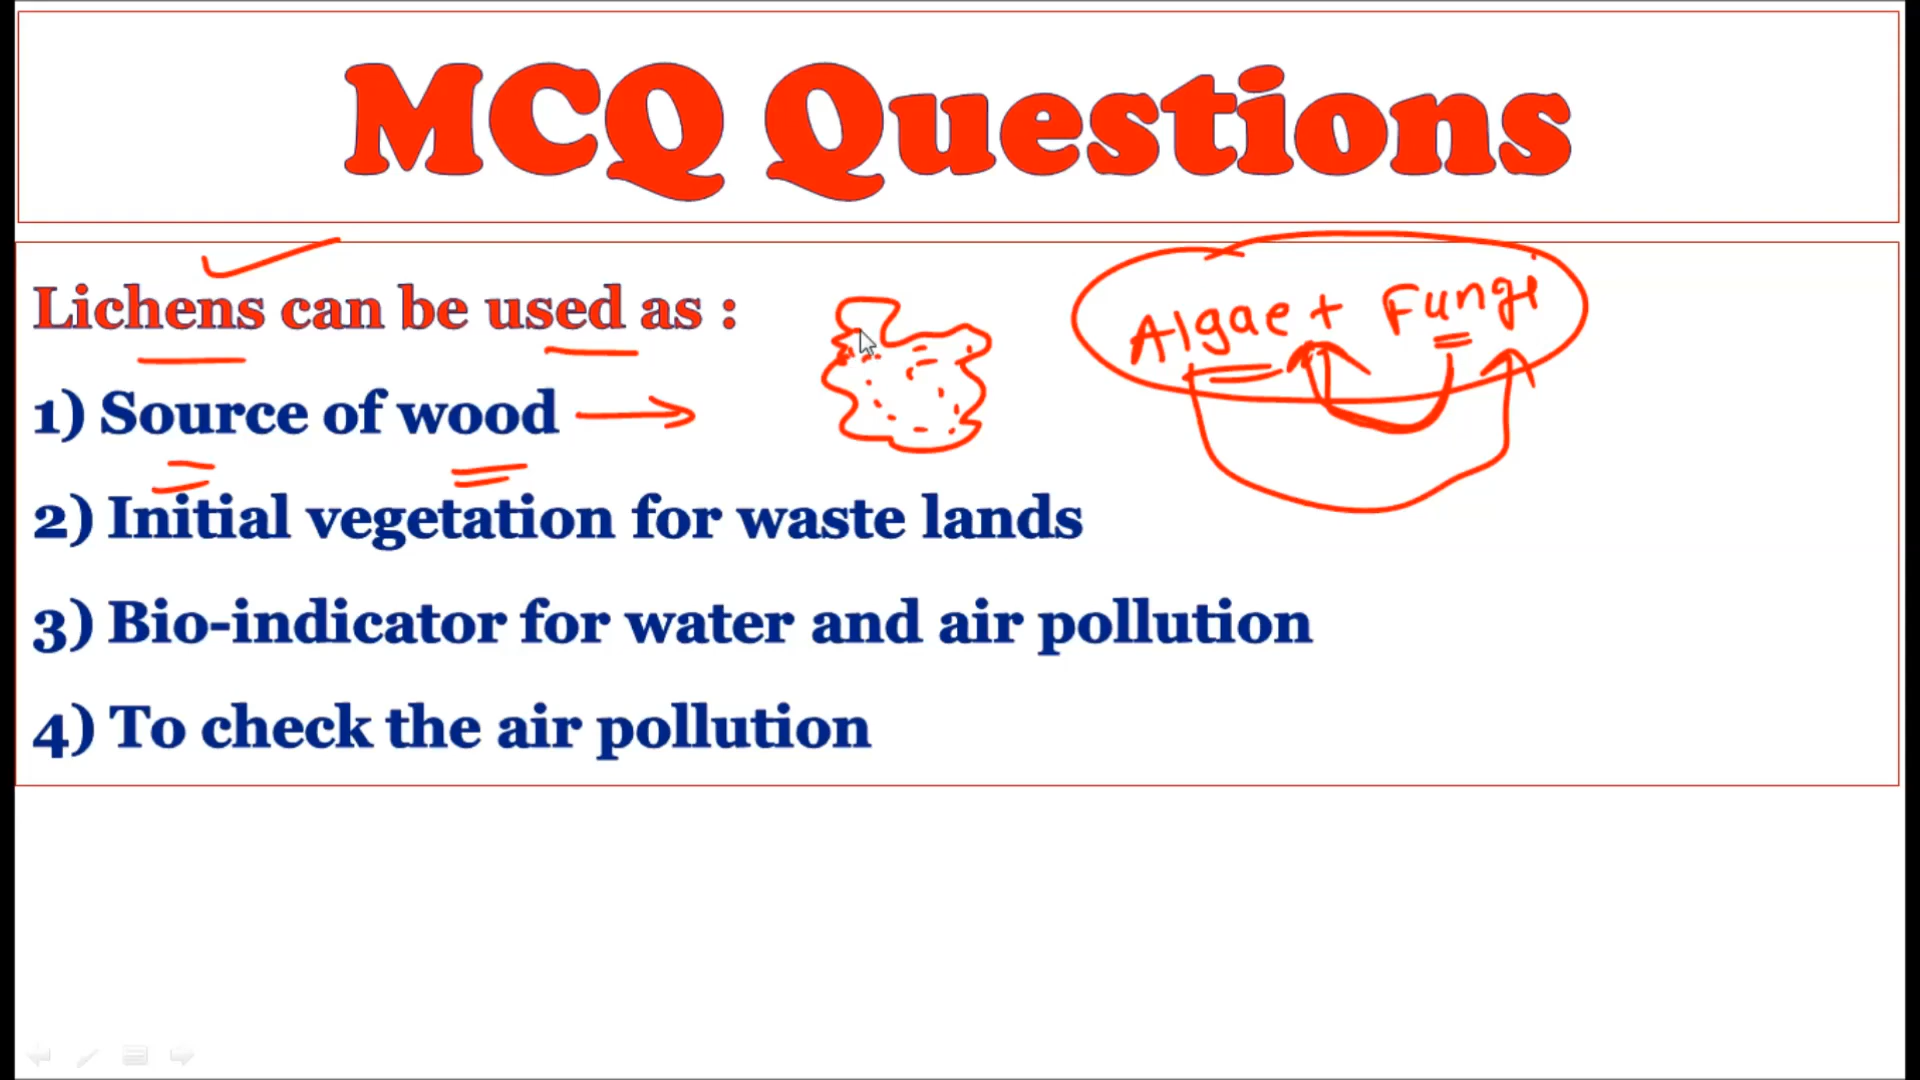 MCQ Questions
Lichens can be used as :
Algae + Fungi
1) Source of wood
2) Initial vegetation for waste lands
3) Bio-indicator for water and air pollution
4) To check the air pollution